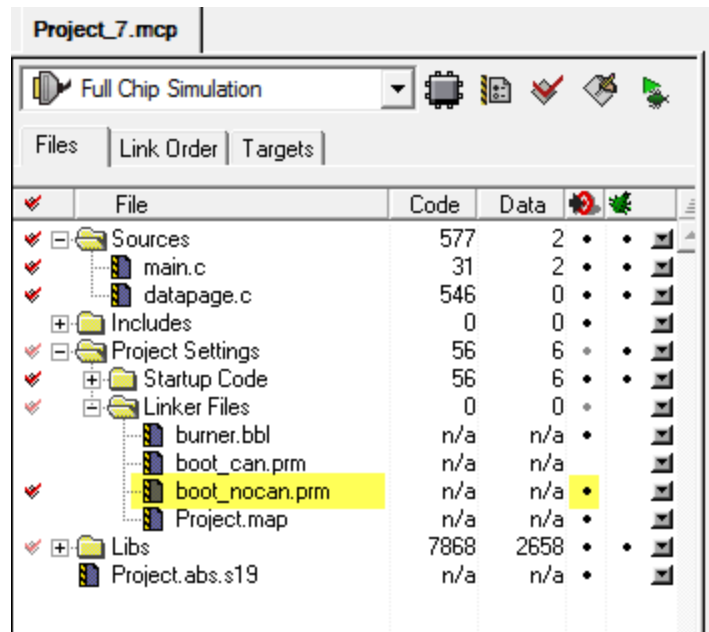 Project_7.mcp
Full Chip Simulation
Files Link Order Targets
File Code Data
Sources 577 2
main.c 31 2
datapage.c 546 0
Includes 0 0
Project Settings 56 6
Startup Code 56 6
Linker Files 0 0
burner.bbl n/a n/a
boot_can.prm n/a n/a
boot_nocan.prm n/a n/a
Project.map n/a n/a
Libs 7868 2658
Project.abs.s19 n/a n/a